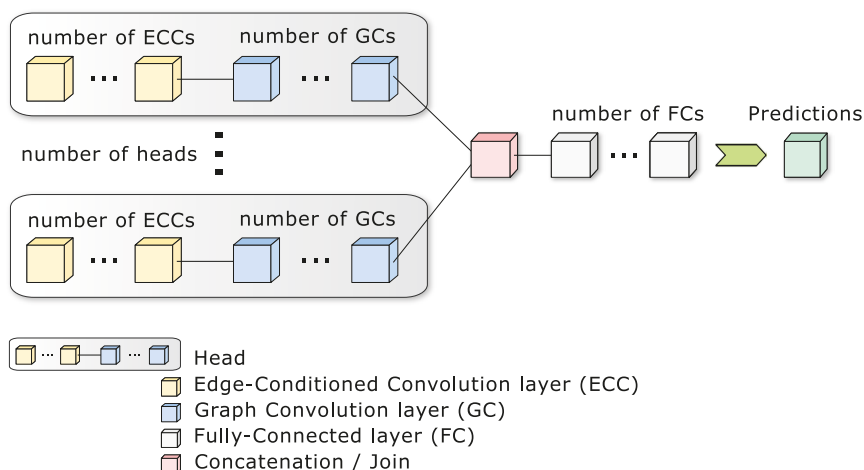 number of ECCs number of GCs
number of heads
number of FCs Predictions
number of ECCs number of GCs
Head
Edge-Conditioned Convolution layer (ECC)
Graph Convolution layer (GC)
Fully-Connected layer (FC)
Concatenation / Join